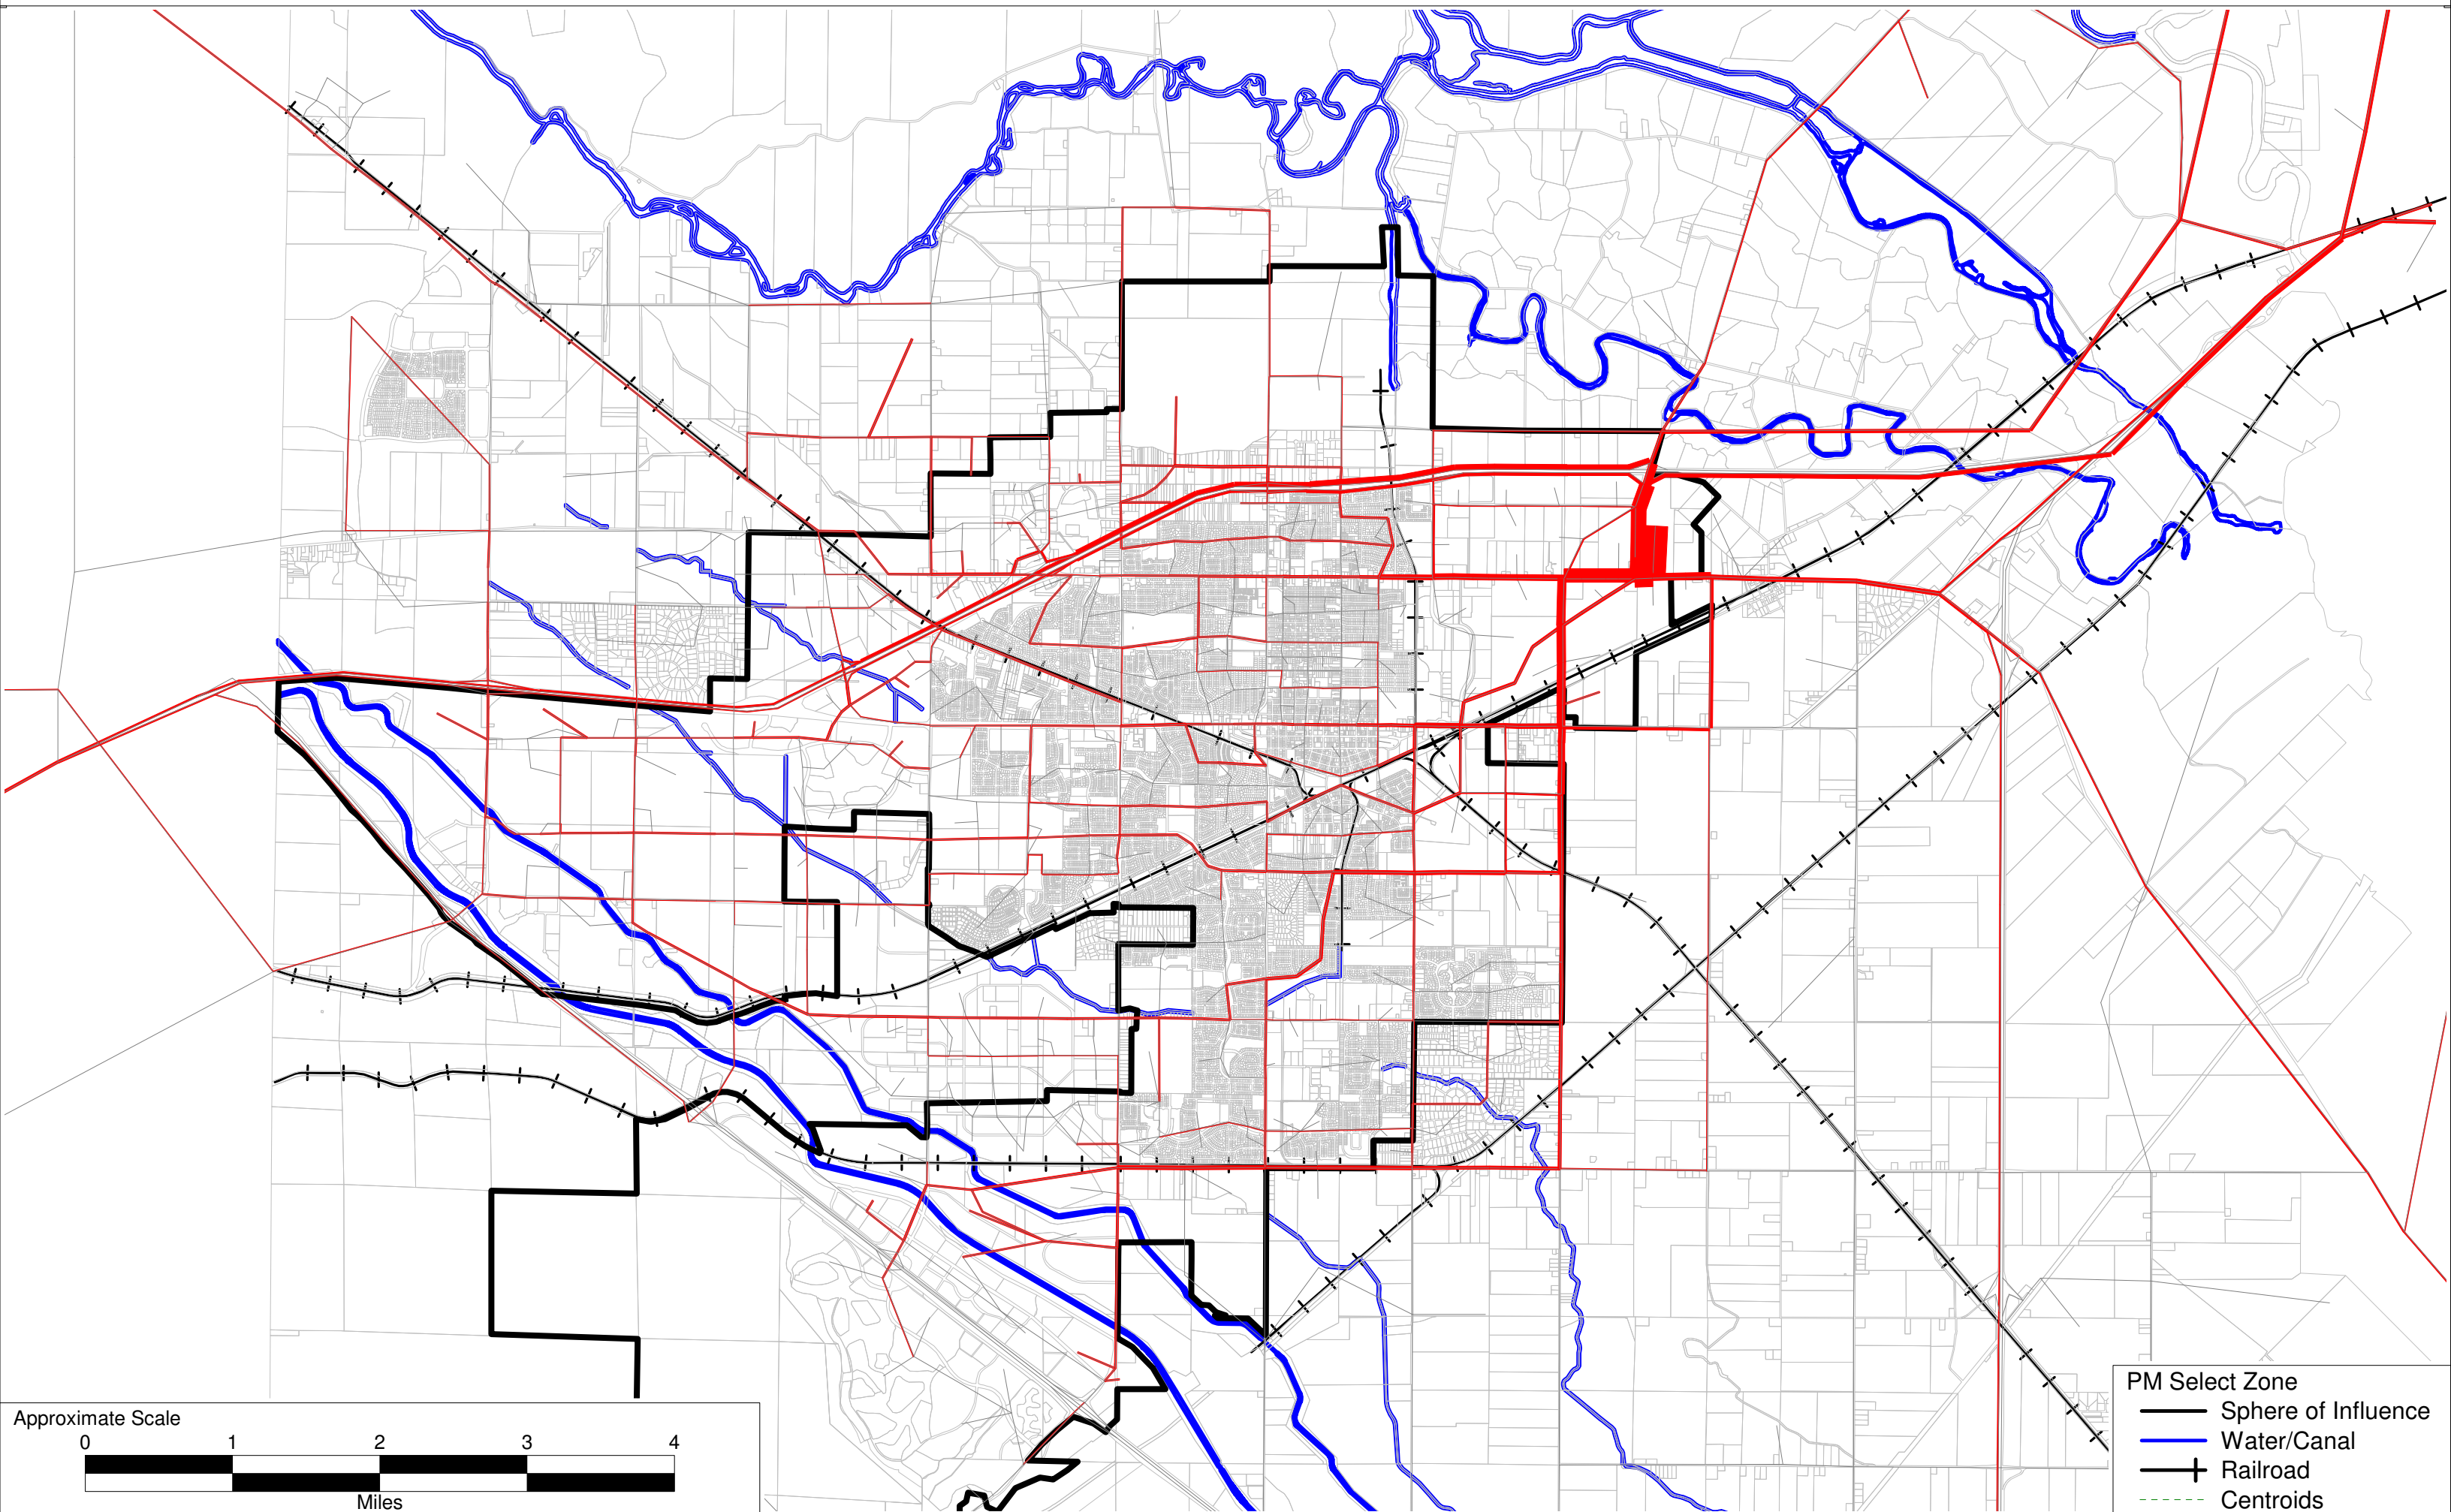 Approximate Scale
0 1 2 3 4
Miles
PM Select Zone
Sphere of Influence
Water/Canal
Railroad
Centroids